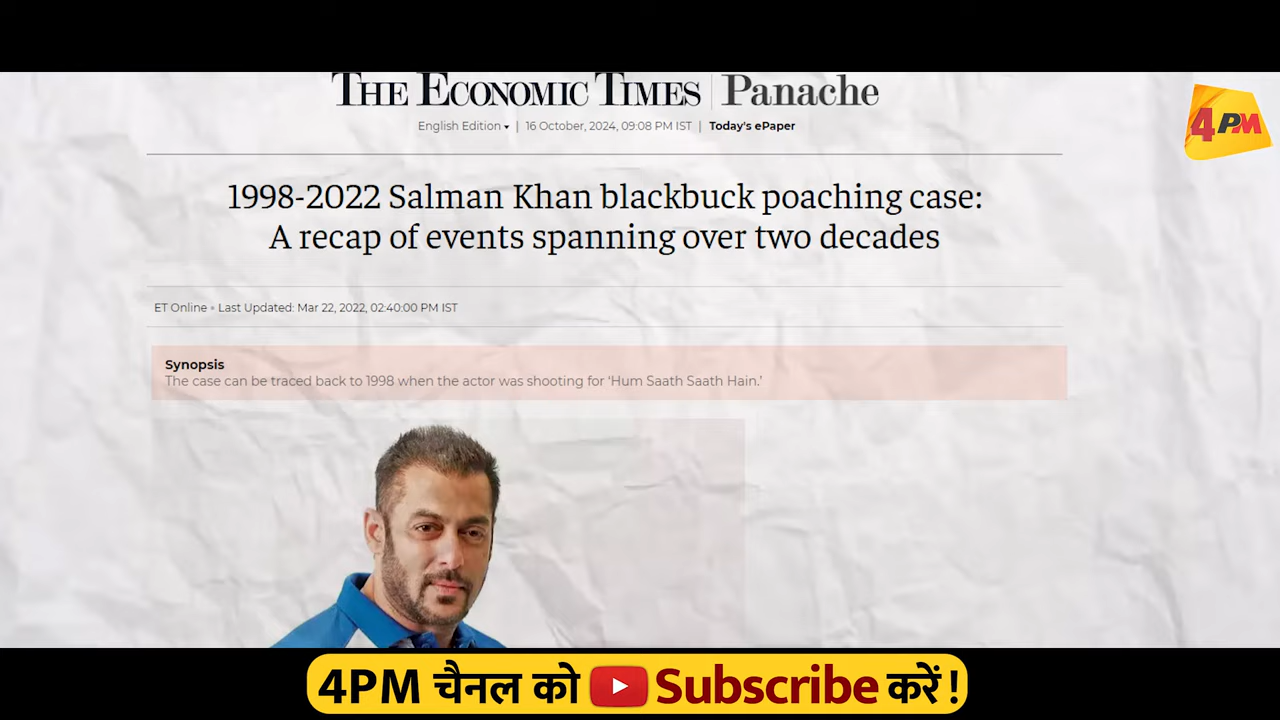 THE ECONOMIC TIMES | Panache
English Edition | 16 October, 2024, 09:08 PM IST | Today's ePaper
4PM
1998-2022 Salman Khan blackbuck poaching case:
A recap of events spanning over two decades
ET Online • Last Updated: Mar 22, 2022, 02:40:00 PM IST
Synopsis
The case can be traced back to 1998 when the actor was shooting for ‘Hum Saath Saath Hain.’
4PM चैनल को Subscribe करें !